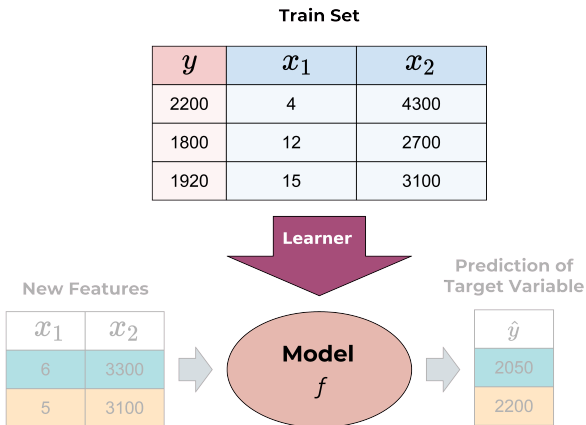 Train Set
y x₁ x₂
2200 4 4300
1800 12 2700
1920 15 3100
Learner
New Features
x₁ x₂
6 3300
5 3100
Model
f
Prediction of
Target Variable
ŷ
2050
2200